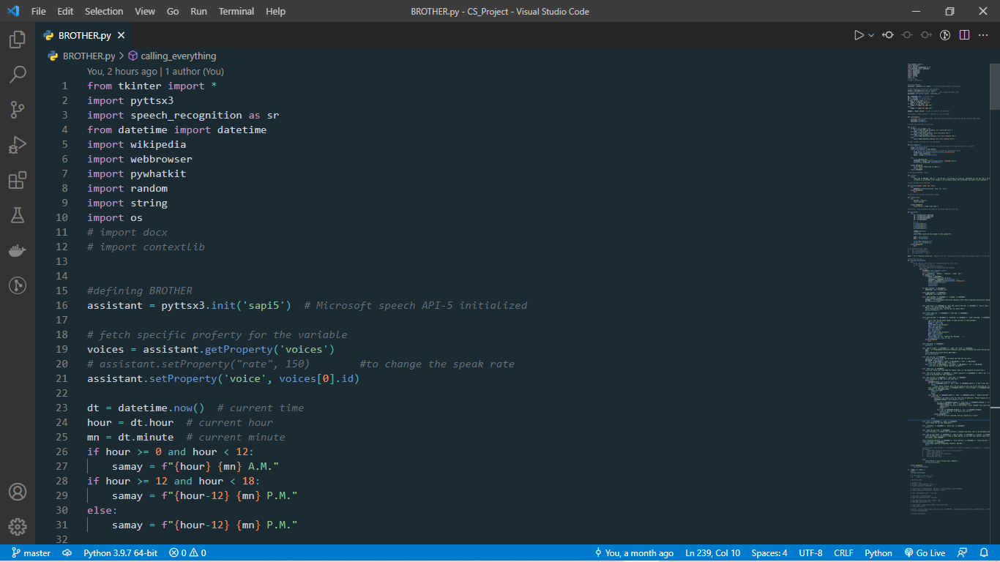 File Edit Selection View Go Run Terminal Help BROTHER.py - CS_Project - Visual Studio Code
BROTHER.py
BROTHER.py > calling_everything
You, 2 hours ago | 1 author (You)
1 from tkinter import *
2 import pyttsx3
3 import speech_recognition as sr
4 from datetime import datetime
5 import wikipedia
6 import webbrowser
7 import pywhatkit
8 import random
9 import string
10 import os
11 # import docx
12 # import contextlib
13
14
15 #defining BROTHER
16 assistant = pyttsx3.init('sapi5')  # Microsoft speech API-5 initialized
17
18 # fetch specific proferty for the variable
19 voices = assistant.getProperty('voices')
20 # assistant.setProperty("rate", 150)        #to change the speak rate
21 assistant.setProperty('voice', voices[0].id)
22
23 dt = datetime.now()  # current time
24 hour = dt.hour  # current hour
25 mn = dt.minute  # current minute
26 if hour >= 0 and hour < 12:
27     samay = f"{hour} {mn} A.M."
28 if hour >= 12 and hour < 18:
29     samay = f"{hour-12} {mn} P.M."
30 else:
31     samay = f"{hour-12} {mn} P.M."
32
master Python 3.9.7 64-bit 0 0 You, a month ago Ln 239, Col 10 Spaces: 4 UTF-8 CRLF Python Go Live